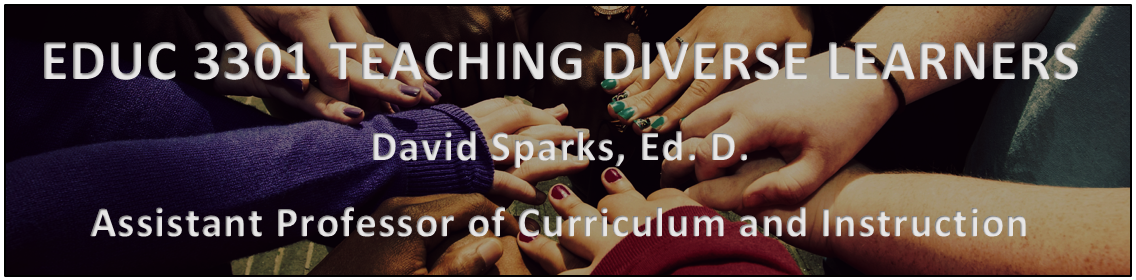 EDUC 3301 TEACHING DIVERSE LEARNERS
David Sparks, Ed. D.
Assistant Professor of Curriculum and Instruction